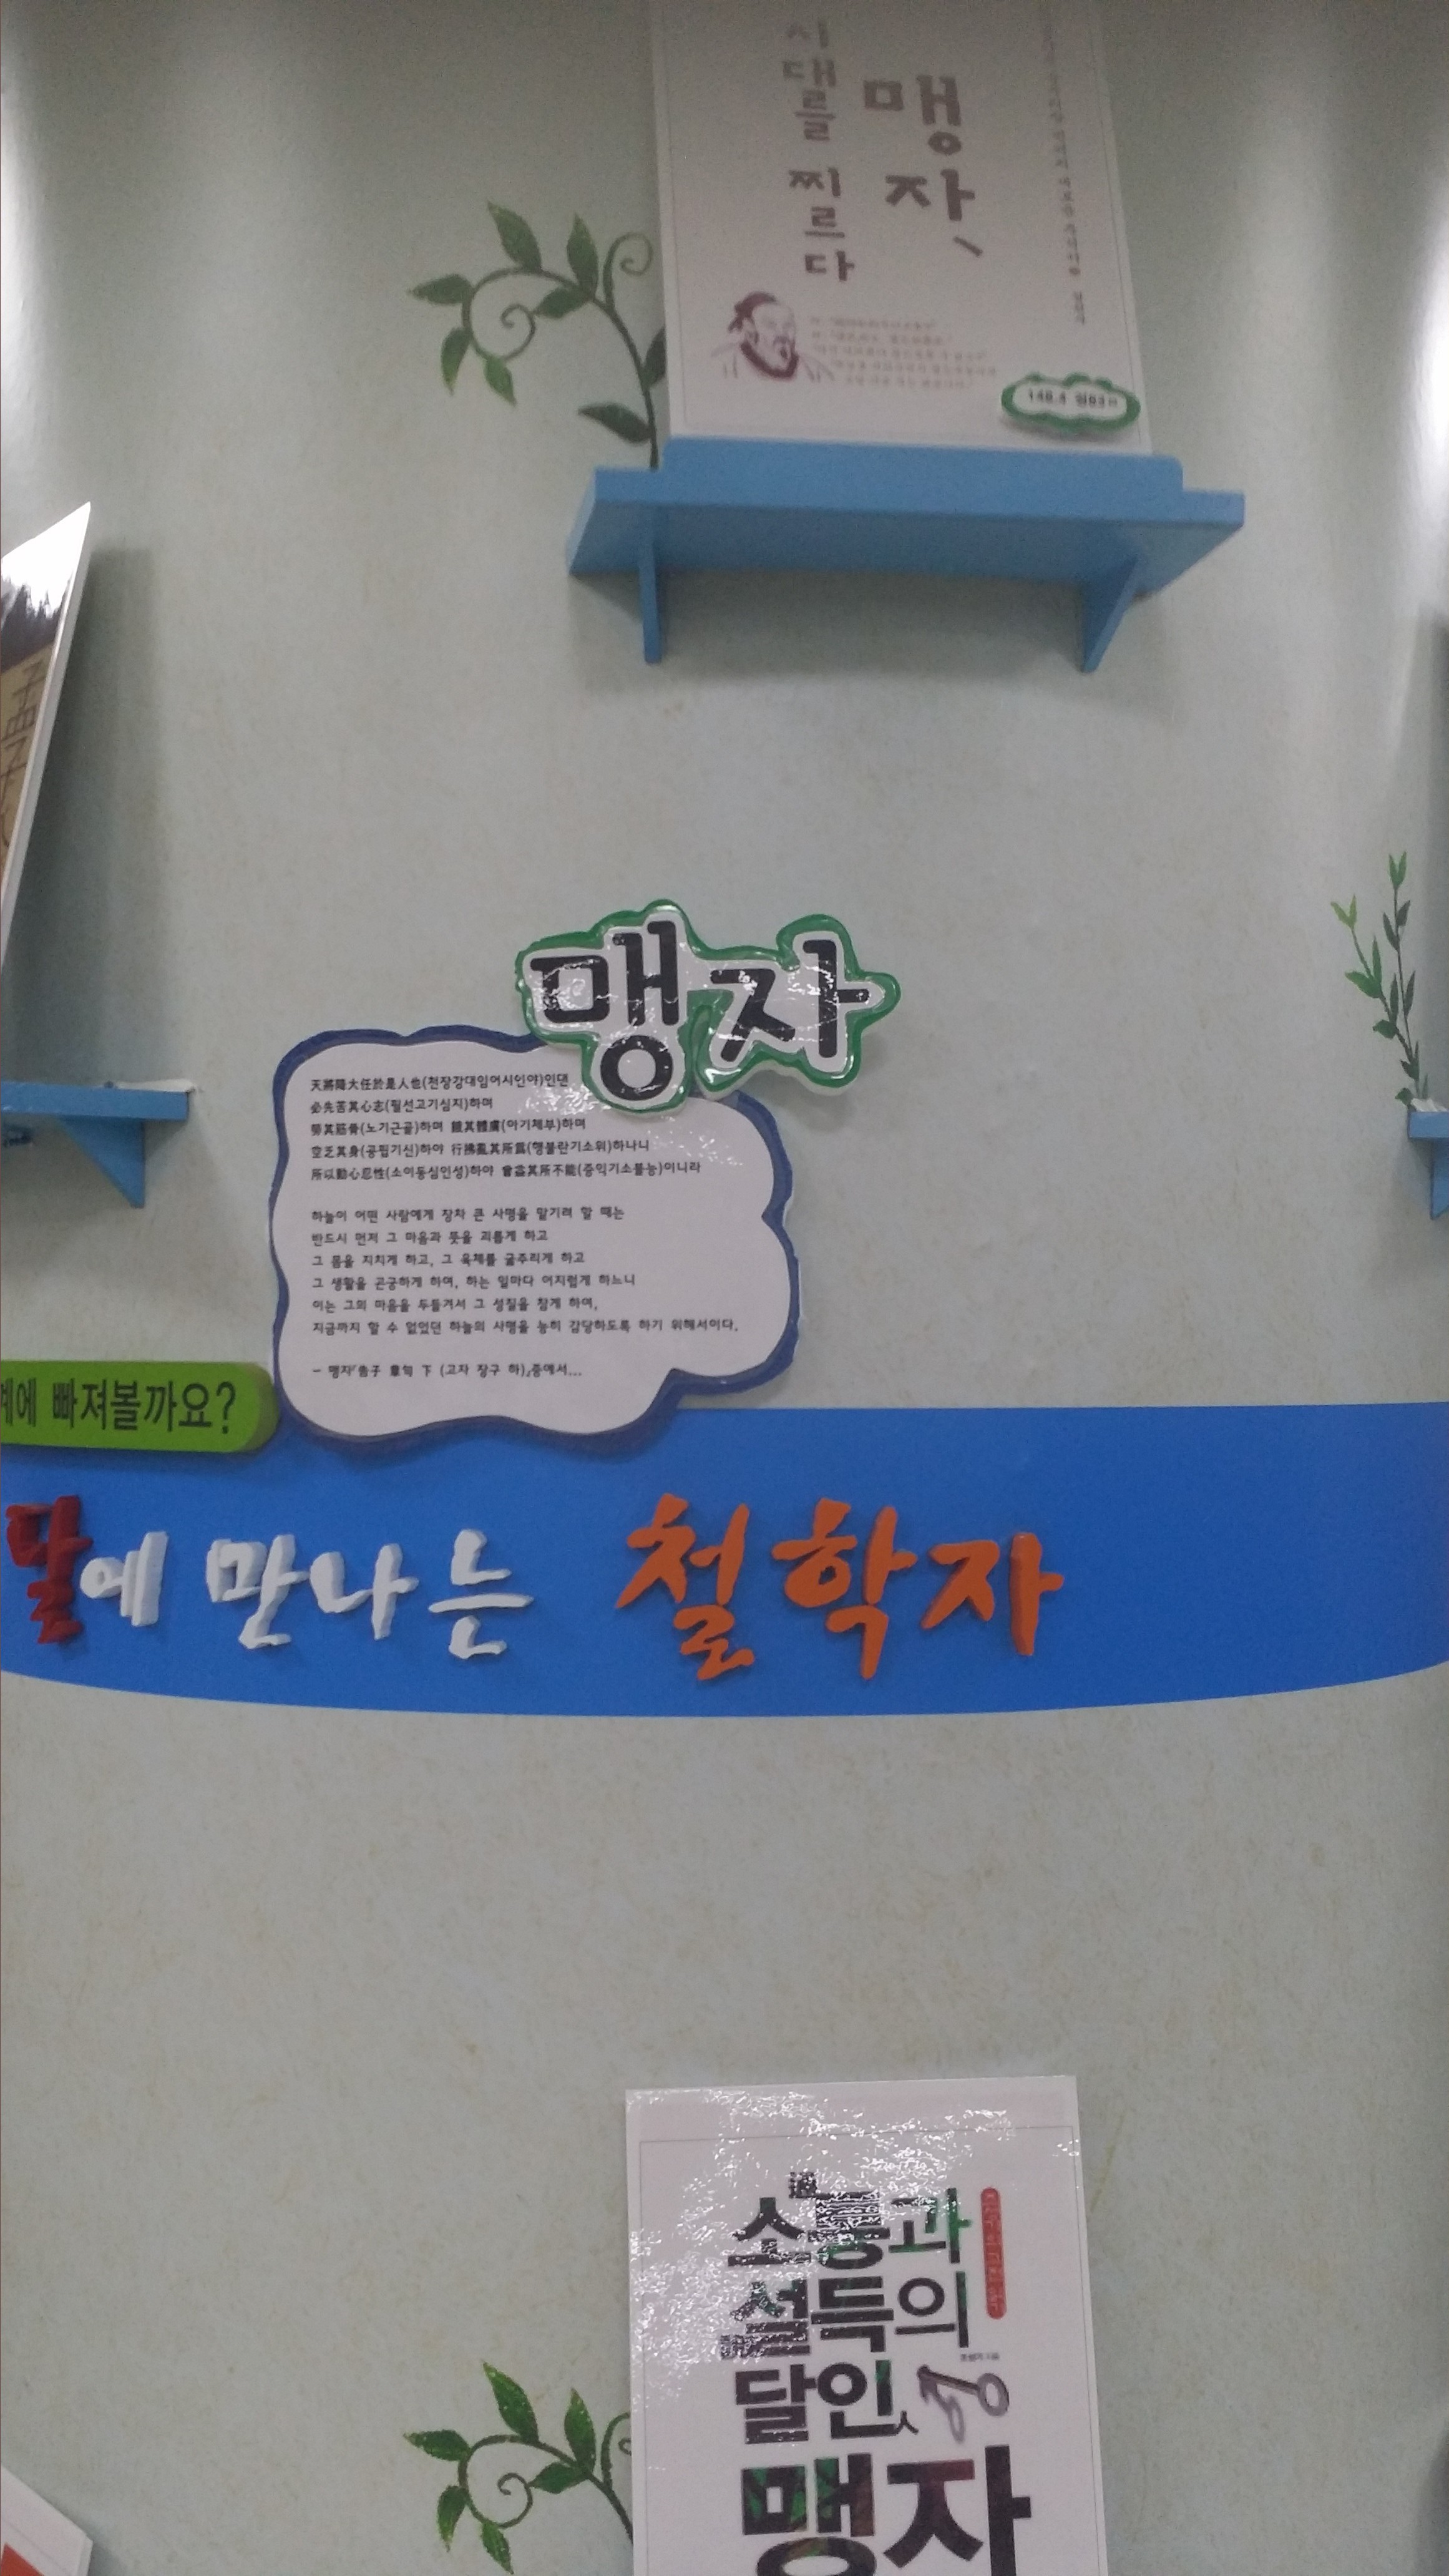 맹자,
시대를 찌르다
맹자
天將降大任於是人也(천장강대임어시인야)인댄
必先苦其心志(필선고기심지)하며
勞其筋骨(노기근골)하며 餓其體膚(아기체부)하며
空乏其身(공핍기신)하야 行拂亂其所爲(행불란기소위)하나니
所以動心忍性(소이동심인성)하야 曾益其所不能(증익기소불능)이니라
하늘이 어떤 사람에게 장차 큰 사명을 맡기려 할 때는
반드시 먼저 그 마음과 뜻을 괴롭게 하고
그 몸을 지치게 하고, 그 육체를 굶주리게 하고
그 생활을 곤궁하게 하여, 하는 일마다 어지럽게 하느니
이는 그의 마음을 두들겨서 그 성질을 참게 하여,
지금까지 할 수 없었던 하늘의 사명을 능히 감당하도록 하기 위해서이다.
- 맹자「告子 章句 下 (고자 장구 하)」중에서...
계에 빠져볼까요?
달에 만나는 철학자
소통과
설득의
달인
맹자